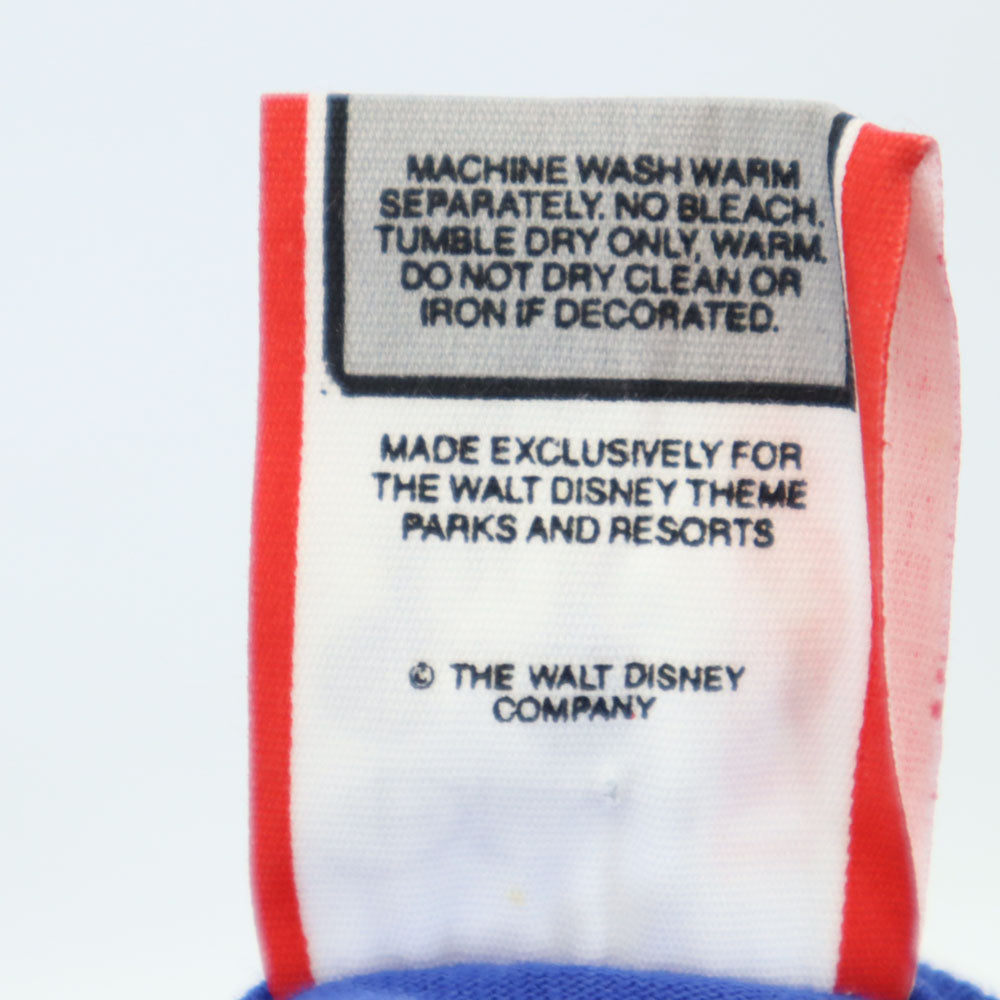 MACHINE WASH WARM
SEPARATELY. NO BLEACH.
TUMBLE DRY ONLY, WARM.
DO NOT DRY CLEAN OR
IRON IF DECORATED.
MADE EXCLUSIVELY FOR
THE WALT DISNEY THEME
PARKS AND RESORTS
© THE WALT DISNEY
COMPANY